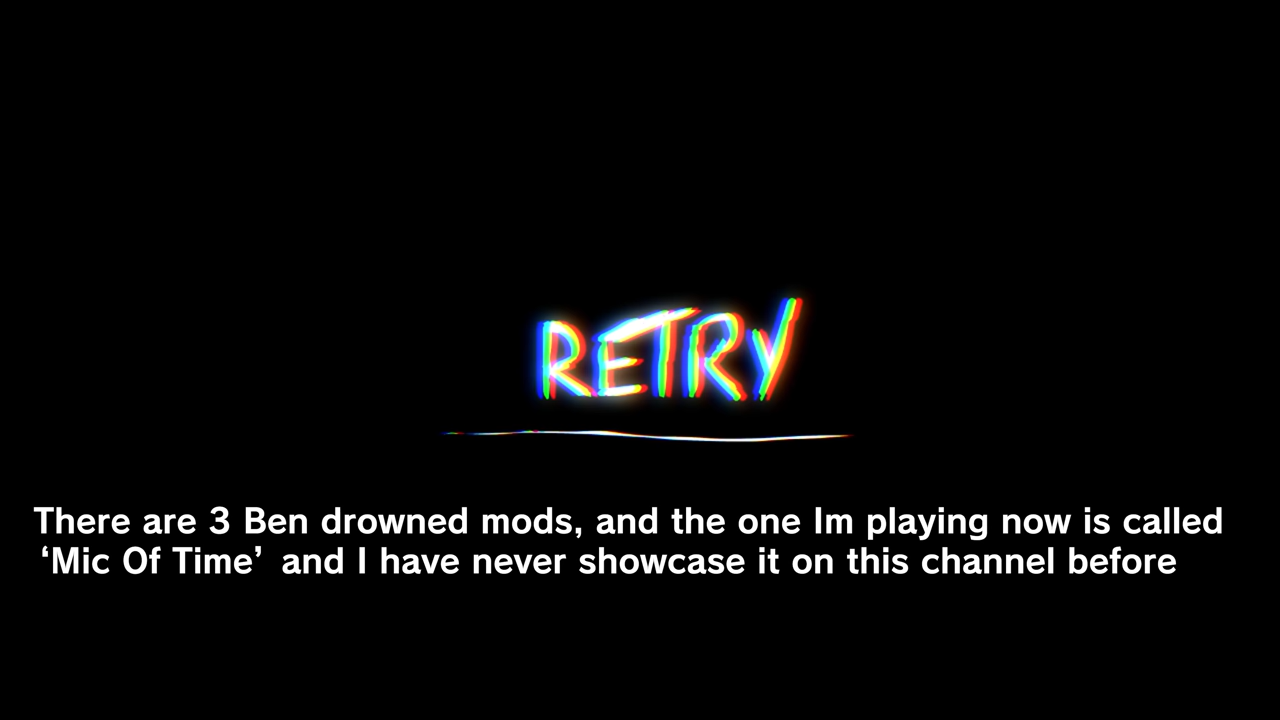 RETRY
There are 3 Ben drowned mods, and the one Im playing now is called
‘Mic Of Time’ and I have never showcase it on this channel before